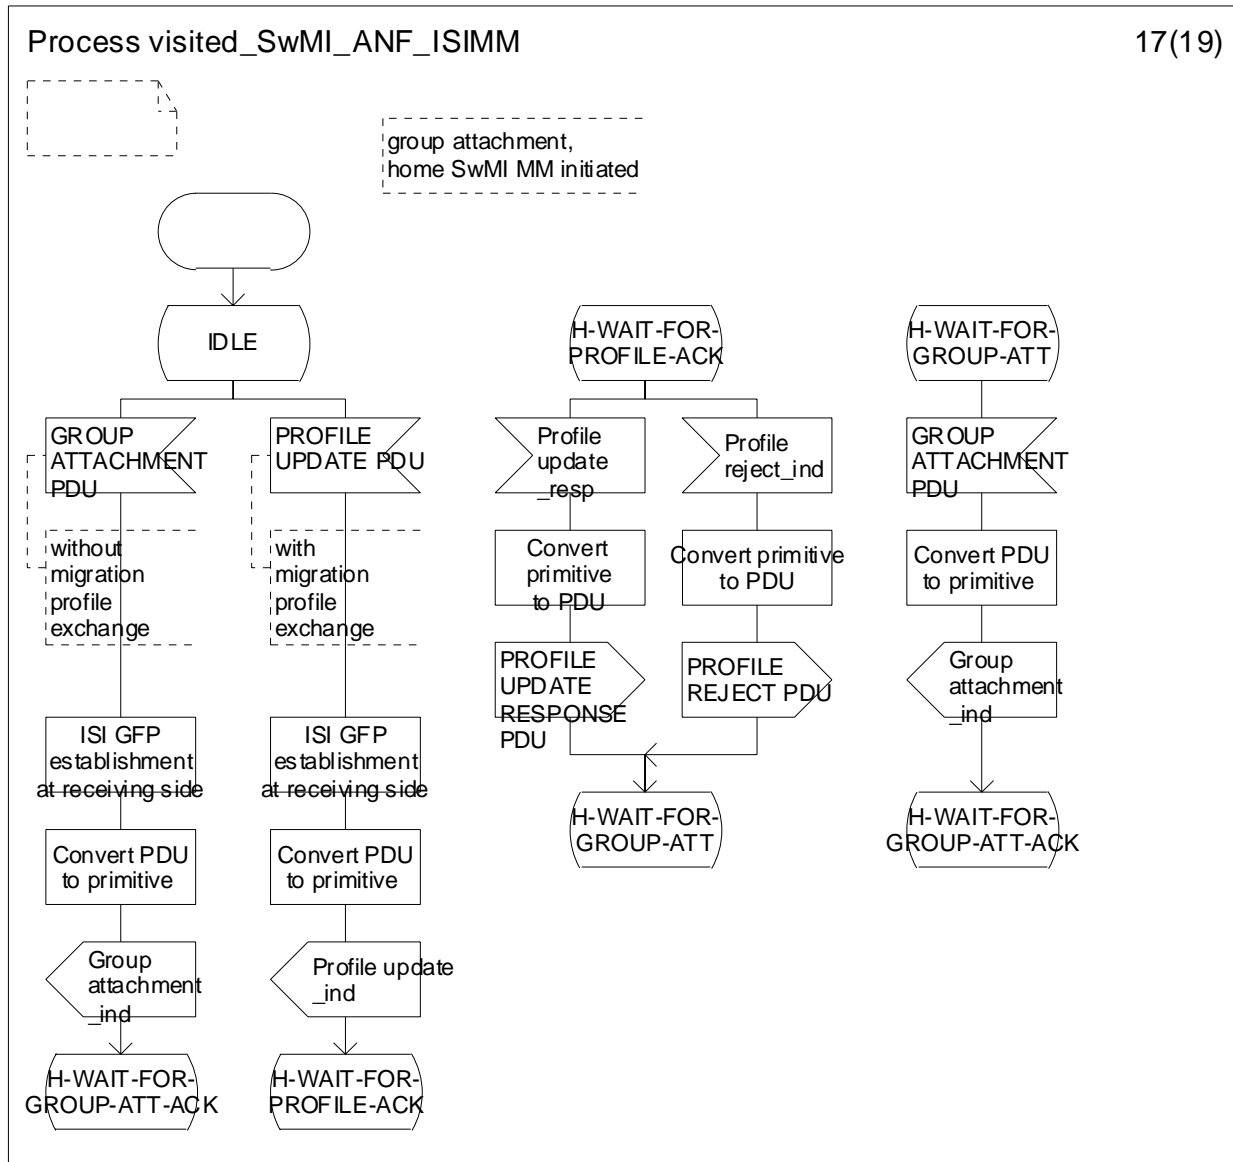 Process visited_SwMI_ANF_ISIMM
17(19)
group attachment,
home SwMI MM initiated
IDLE
GROUP
ATTACHMENT
PDU
without
migration
profile
exchange
ISI GFP
establishment
at receiving side
Convert PDU
to primitive
Group
attachment
_ind
H-WAIT-FOR-
GROUP-ATT-ACK
PROFILE
UPDATE PDU
with
migration
profile
exchange
ISI GFP
establishment
at receiving side
Convert PDU
to primitive
Profile update
_ind
H-WAIT-FOR-
PROFILE-ACK
H-WAIT-FOR-
PROFILE-ACK
Profile
update
_resp
Convert
primitive
to PDU
PROFILE
UPDATE
RESPONSE
PDU
Profile
reject_ind
Convert primitive
to PDU
PROFILE
REJECT PDU
H-WAIT-FOR-
GROUP-ATT
H-WAIT-FOR-
GROUP-ATT
GROUP
ATTACHMENT
PDU
Convert PDU
to primitive
Group
attachment
_ind
H-WAIT-FOR-
GROUP-ATT-ACK